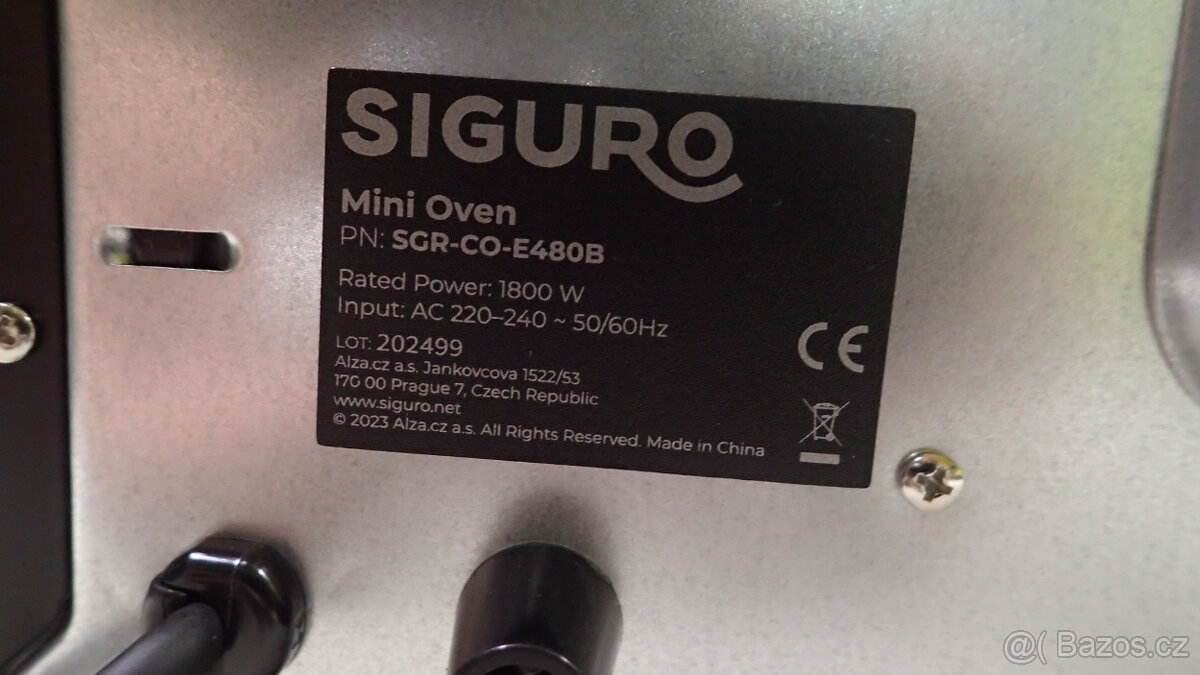 SIGURO
Mini Oven
PN: SGR-CO-E480B
Rated Power: 1800 W
Input: AC 220–240 ~ 50/60Hz
LOT: 202499
Alza.cz a.s. Jankovcova 1522/53
170 00 Prague 7, Czech Republic
www.siguro.net
© 2023 Alza.cz a.s. All Rights Reserved. Made in China
CE
@( Bazos.cz